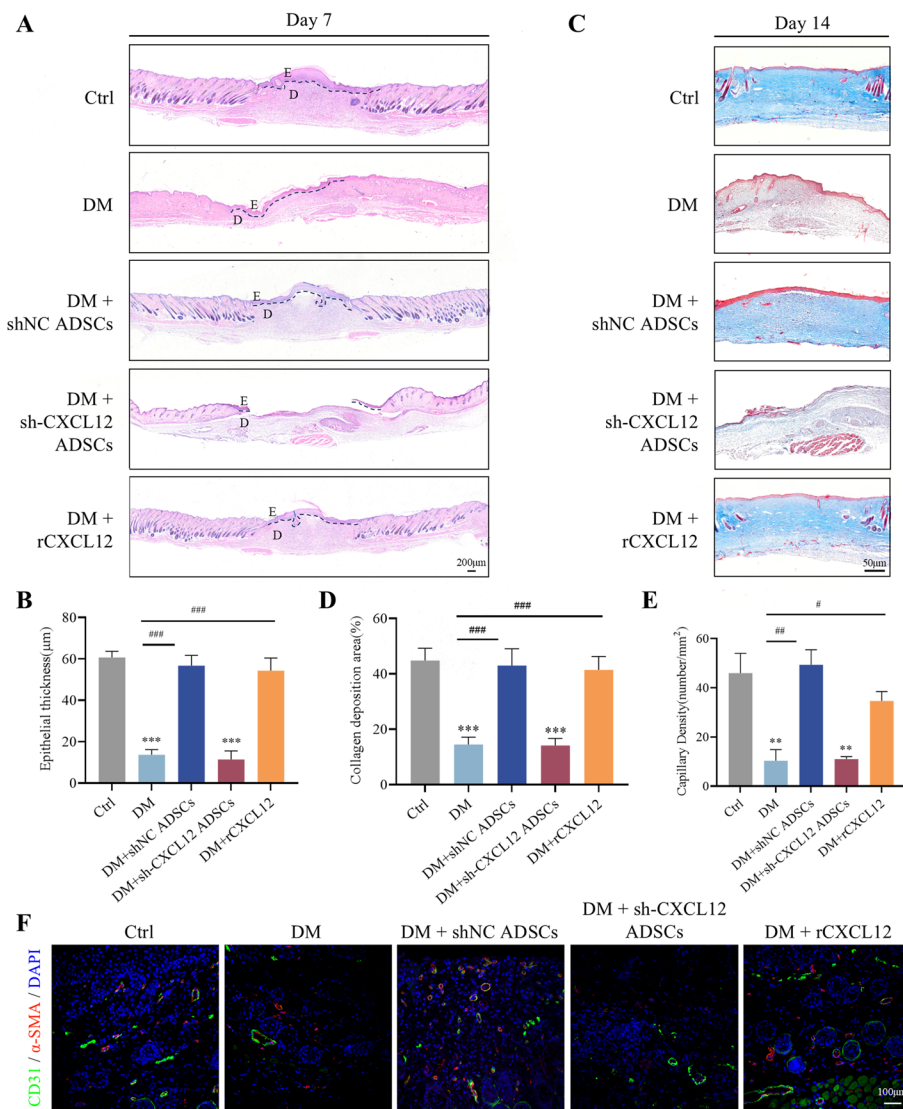 A
Day 7
Ctrl
E
D
DM
E
D
DM +
shNC ADSCs
E
D
DM +
sh-CXCL12
ADSCs
E
D
DM +
rCXCL12
E
D
200μm
C
Day 14
Ctrl
DM
DM +
shNC ADSCs
DM +
sh-CXCL12
ADSCs
DM +
rCXCL12
50μm
B
Epithelial thickness(μm)
80
60
40
20
0
###
###
***
***
Ctrl
DM
DM+shNC ADSCs
DM+sh-CXCL12 ADSCs
DM+rCXCL12
D
Collagen deposition area(%)
60
40
20
0
###
###
***
***
Ctrl
DM
DM+shNC ADSCs
DM+sh-CXCL12 ADSCs
DM+rCXCL12
E
Capillary Density(number/mm²)
60
40
20
0
#
##
**
**
Ctrl
DM
DM+shNC ADSCs
DM+sh-CXCL12 ADSCs
DM+rCXCL12
F
CD31 / α-SMA / DAPI
Ctrl
DM
DM + shNC ADSCs
DM + sh-CXCL12
ADSCs
DM + rCXCL12
100μm